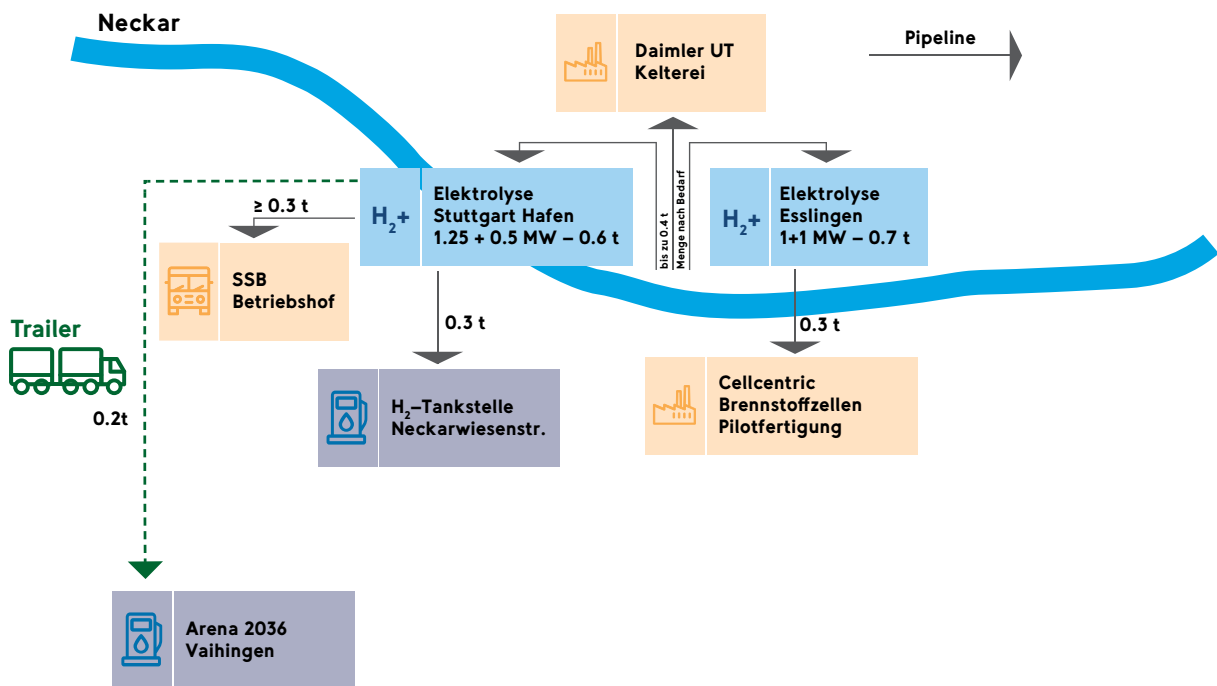 Neckar
Daimler UT
Kelterei
Pipeline
H₂+
Elektrolyse
Stuttgart Hafen
1.25 + 0.5 MW – 0.6 t
bis zu 0.4 t
Menge nach Bedarf
H₂+
Elektrolyse
Esslingen
1+1 MW – 0.7 t
≥ 0.3 t
SSB
Betriebshof
Trailer
0.2t
0.3 t
0.3 t
H₂–Tankstelle
Neckarwiesenstr.
Cellcentric
Brennstoffzellen
Pilotfertigung
Arena 2036
Vaihingen